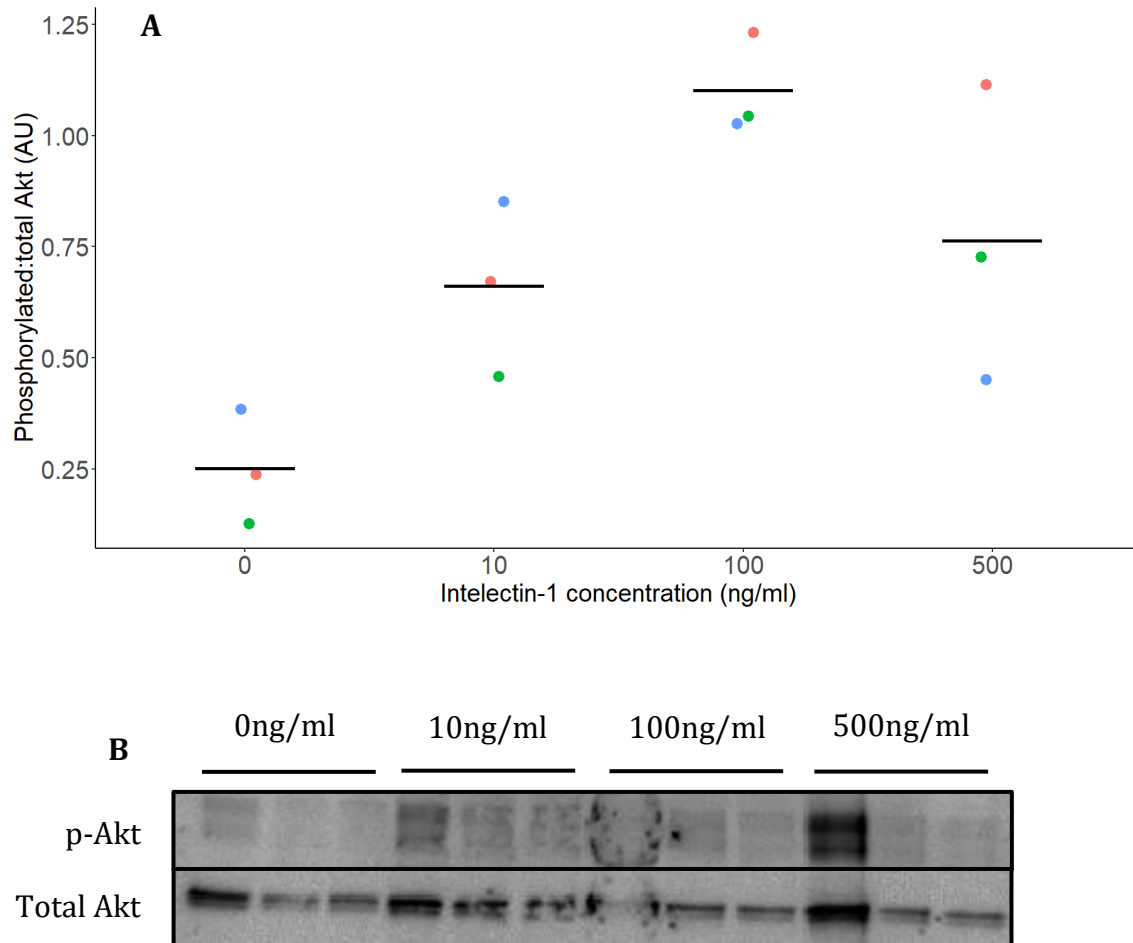 A
1.25
1.00
0.75
0.50
0.25
Phosphorylated:total Akt (AU)
0 10 100 500
Intelectin-1 concentration (ng/ml)
B
0ng/ml 10ng/ml 100ng/ml 500ng/ml
p-Akt
Total Akt